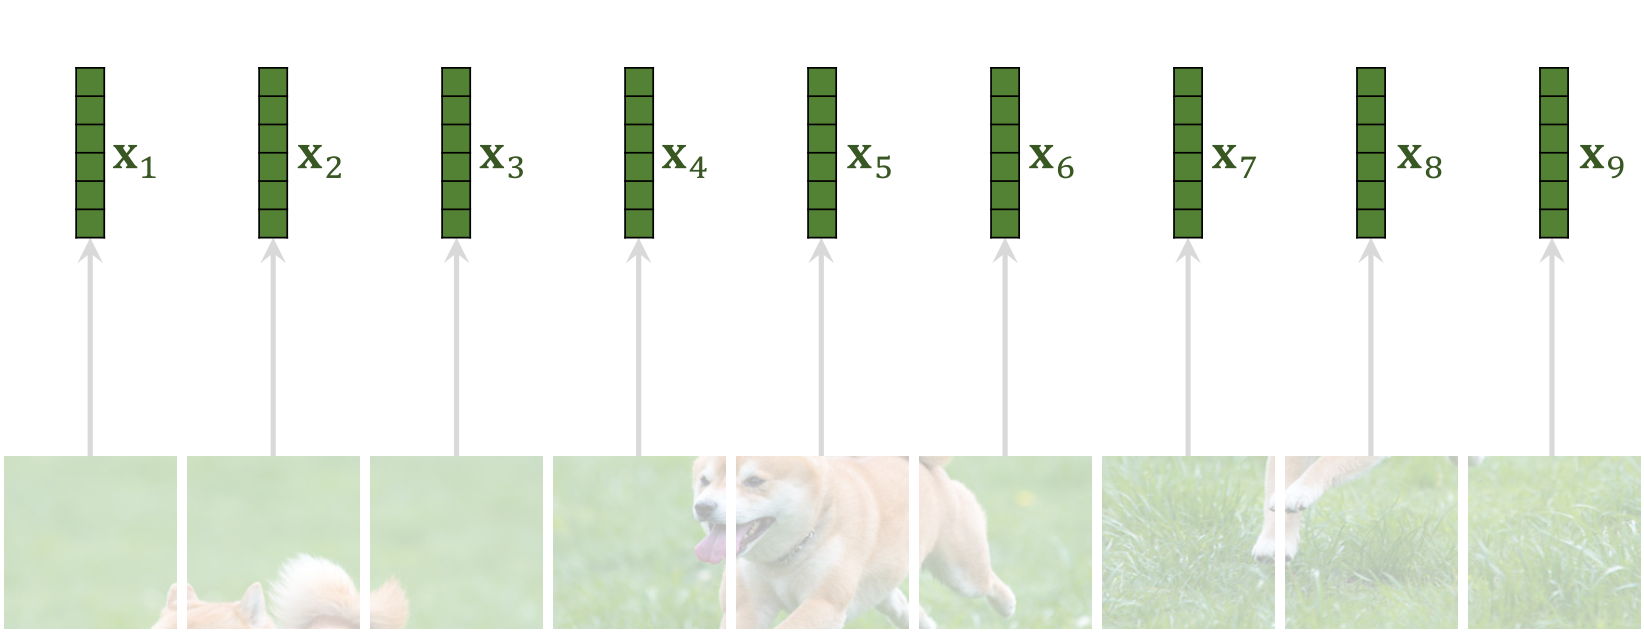 x₁ x₂ x₃ x₄ x₅ x₆ x₇ x₈ x₉